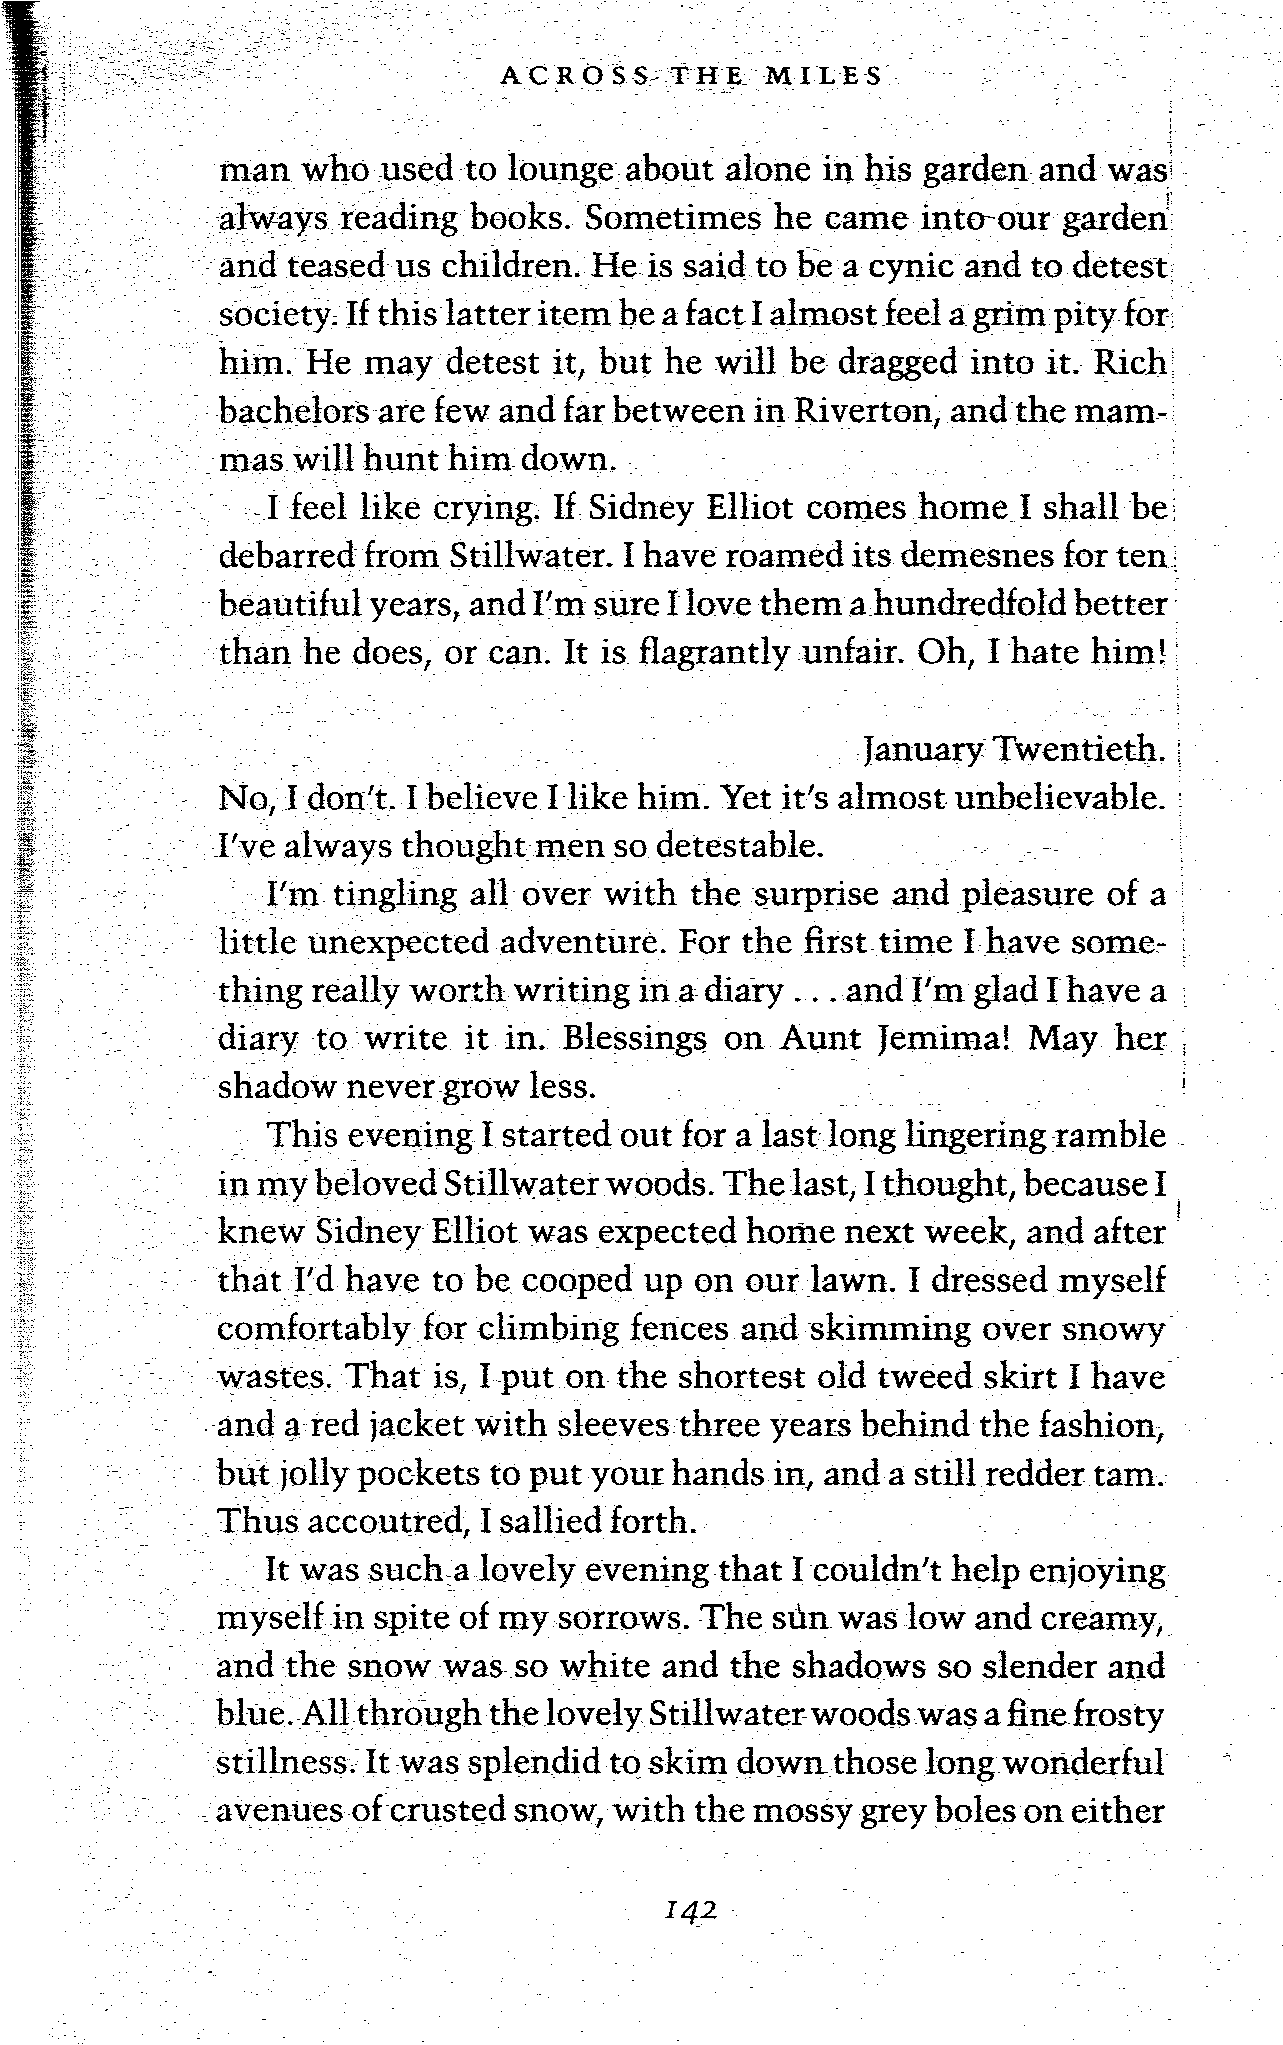 ACROSS THE MILES
man who used to lounge about alone in his garden and was
always reading books. Sometimes he came into our garden
and teased us children. He is said to be a cynic and to detest
society. If this latter item be a fact I almost feel a grim pity for
him. He may detest it, but he will be dragged into it. Rich
bachelors are few and far between in Riverton, and the mam-
mas will hunt him down.
I feel like crying. If Sidney Elliot comes home I shall be
debarred from Stillwater. I have roamed its demesnes for ten
beautiful years, and I'm sure I love them a hundredfold better
than he does, or can. It is flagrantly unfair. Oh, I hate him!
January Twentieth.
No, I don't. I believe I like him. Yet it's almost unbelievable.
I've always thought men so detestable.
I'm tingling all over with the surprise and pleasure of a
little unexpected adventure. For the first time I have some-
thing really worth writing in a diary . . . and I'm glad I have a
diary to write it in. Blessings on Aunt Jemima! May her
shadow never grow less.
This evening I started out for a last long lingering ramble
in my beloved Stillwater woods. The last, I thought, because I
knew Sidney Elliot was expected home next week, and after
that I'd have to be cooped up on our lawn. I dressed myself
comfortably for climbing fences and skimming over snowy
wastes. That is, I put on the shortest old tweed skirt I have
and a red jacket with sleeves three years behind the fashion,
but jolly pockets to put your hands in, and a still redder tam.
Thus accoutred, I sallied forth.
It was such a lovely evening that I couldn't help enjoying
myself in spite of my sorrows. The sun was low and creamy,
and the snow was so white and the shadows so slender and
blue. All through the lovely Stillwater woods was a fine frosty
stillness. It was splendid to skim down those long wonderful
avenues of crusted snow, with the mossy grey boles on either
142